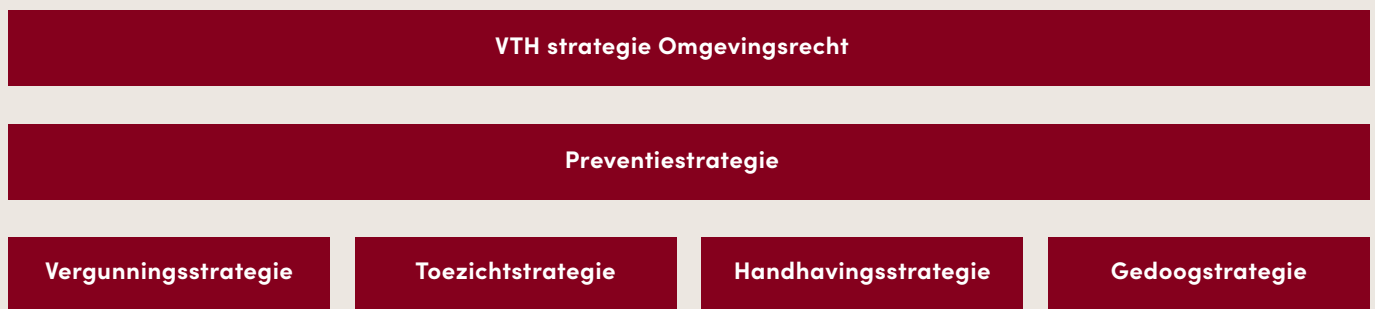 VTH strategie Omgevingsrecht
Preventiestrategie
Vergunningsstrategie
Toezichtstrategie
Handhavingsstrategie
Gedoogstrategie